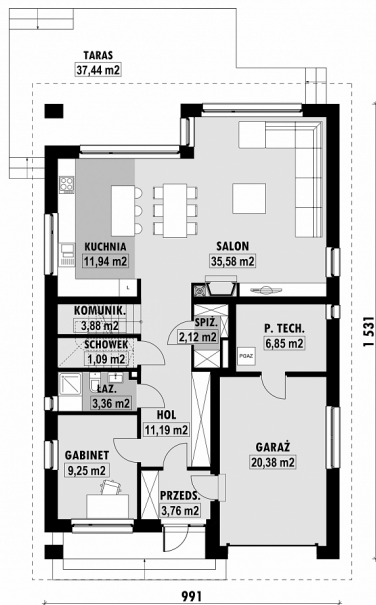 TARAS
37,44 m2
KUCHNIA
11,94 m2
SALON
35,58 m2
L
KOMUNIK.
3,88 m2
SPIŻ.
2,12 m2
P. TECH.
6,85 m2
PGAZ
SCHOWEK
1,09 m2
ŁAZ.
3,36 m2
HOL
11,19 m2
GABINET
9,25 m2
GARAŻ
20,38 m2
PRZEDS.
3,76 m2
1 531
991